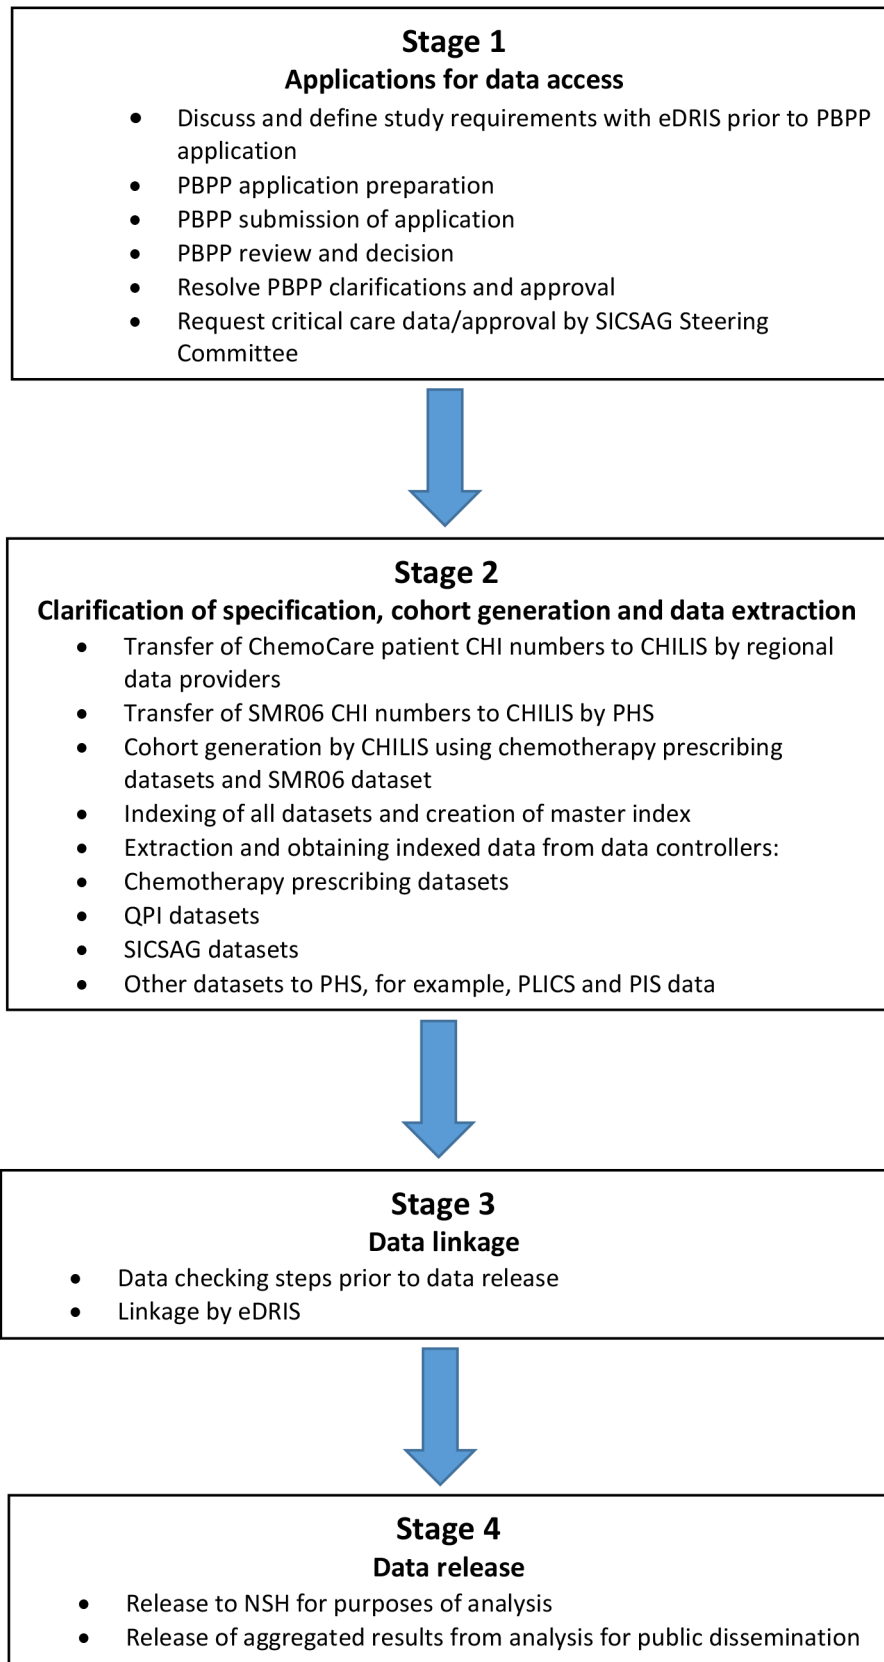 Stage 1
Applications for data access
• Discuss and define study requirements with eDRIS prior to PBPP
application
• PBPP application preparation
• PBPP submission of application
• PBPP review and decision
• Resolve PBPP clarifications and approval
• Request critical care data/approval by SICSAG Steering
Committee
Stage 2
Clarification of specification, cohort generation and data extraction
• Transfer of ChemoCare patient CHI numbers to CHILIS by regional
data providers
• Transfer of SMR06 CHI numbers to CHILIS by PHS
• Cohort generation by CHILIS using chemotherapy prescribing
datasets and SMR06 dataset
• Indexing of all datasets and creation of master index
• Extraction and obtaining indexed data from data controllers:
• Chemotherapy prescribing datasets
• QPI datasets
• SICSAG datasets
• Other datasets to PHS, for example, PLICS and PIS data
Stage 3
Data linkage
• Data checking steps prior to data release
• Linkage by eDRIS
Stage 4
Data release
• Release to NSH for purposes of analysis
• Release of aggregated results from analysis for public dissemination